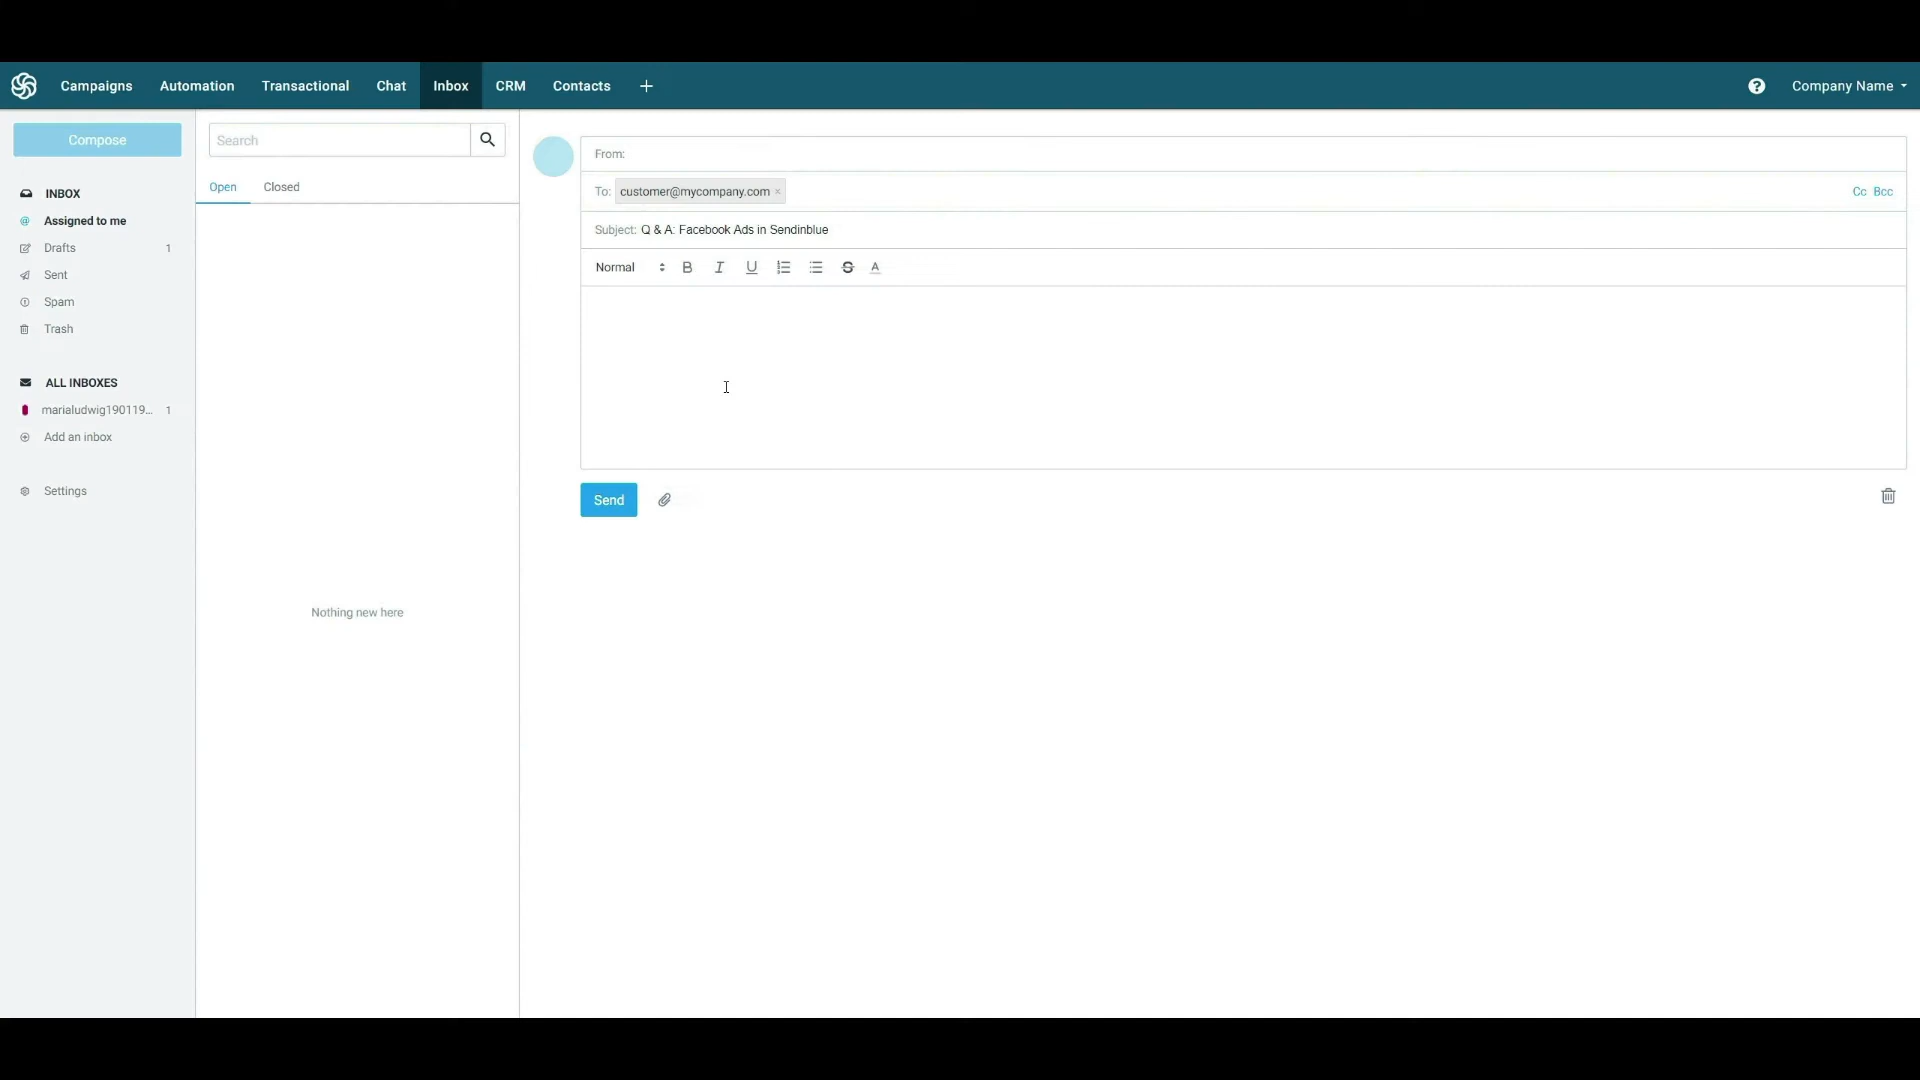 Campaigns Automation Transactional Chat Inbox CRM Contacts + ? Company Name
Compose
INBOX
@ Assigned to me
Drafts 1
Sent
Spam
Trash
ALL INBOXES
marialudwig190119... 1
Add an inbox
Settings
Search
Open Closed
Nothing new here
From:
To: customer@mycompany.com × Cc Bcc
Subject: Q & A: Facebook Ads in Sendinblue
Normal B I U S A
Send